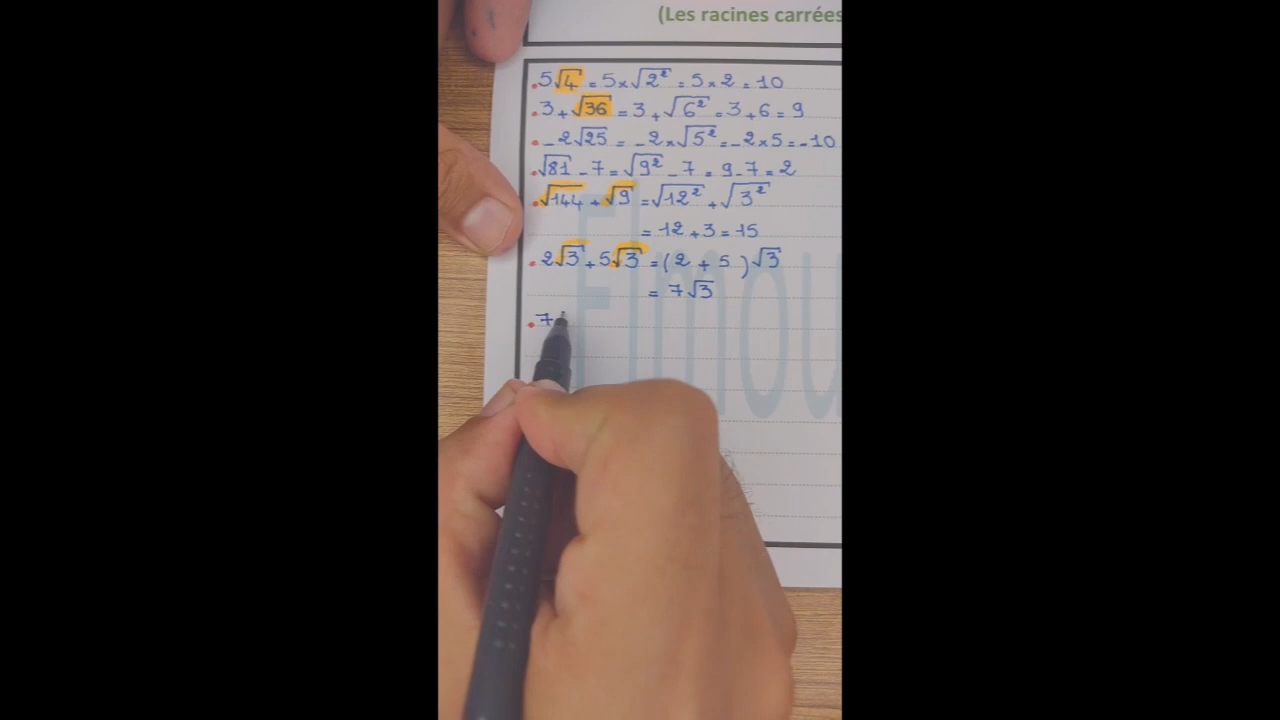 (Les racines carrées
. 5√4 = 5×√2² = 5×2 = 10
. 3+√36 = 3+√6² = 3+6 = 9
. -2√25 = -2×√5² = -2×5 = -10
. √81 - 7 = √9² - 7 = 9-7 = 2
. √144 + √9 = √12² + √3²
= 12+3 = 15
. 2√3 + 5√3 = (2 + 5)√3
= 7√3
. 7
Elmou